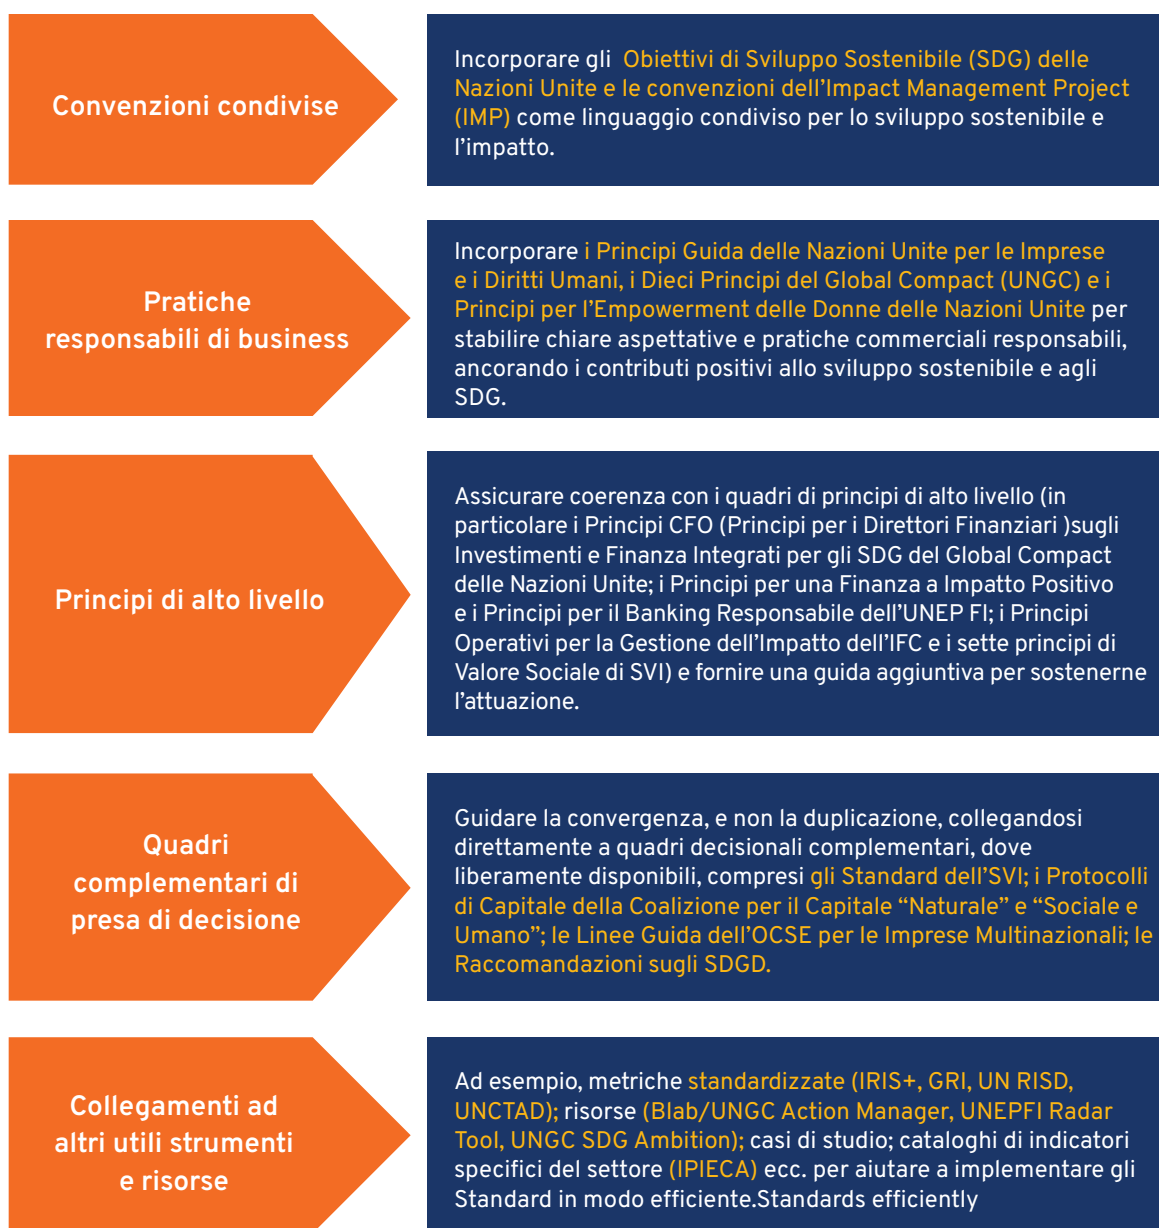 Convenzioni condivise
Incorporare gli Obiettivi di Sviluppo Sostenibile (SDG) delle
Nazioni Unite e le convenzioni dell’Impact Management Project
(IMP) come linguaggio condiviso per lo sviluppo sostenibile e
l’impatto.
Pratiche
responsabili di business
Incorporare i Principi Guida delle Nazioni Unite per le Imprese
e i Diritti Umani, i Dieci Principi del Global Compact (UNGC) e i
Principi per l’Empowerment delle Donne delle Nazioni Unite per
stabilire chiare aspettative e pratiche commerciali responsabili,
ancorando i contributi positivi allo sviluppo sostenibile e agli
SDG.
Principi di alto livello
Assicurare coerenza con i quadri di principi di alto livello (in
particolare i Principi CFO (Principi per i Direttori Finanziari )sugli
Investimenti e Finanza Integrati per gli SDG del Global Compact
delle Nazioni Unite; i Principi per una Finanza a Impatto Positivo
e i Principi per il Banking Responsabile dell’UNEP FI; i Principi
Operativi per la Gestione dell’Impatto dell’IFC e i sette principi di
Valore Sociale di SVI) e fornire una guida aggiuntiva per sostenerne
l’attuazione.
Quadri
complementari di
presa di decisione
Guidare la convergenza, e non la duplicazione, collegandosi
direttamente a quadri decisionali complementari, dove
liberamente disponibili, compresi gli Standard dell’SVI; i Protocolli
di Capitale della Coalizione per il Capitale “Naturale” e “Sociale e
Umano”; le Linee Guida dell’OCSE per le Imprese Multinazionali; le
Raccomandazioni sugli SDGD.
Collegamenti ad
altri utili strumenti
e risorse
Ad esempio, metriche standardizzate (IRIS+, GRI, UN RISD,
UNCTAD); risorse (Blab/UNGC Action Manager, UNEPFI Radar
Tool, UNGC SDG Ambition); casi di studio; cataloghi di indicatori
specifici del settore (IPIECA) ecc. per aiutare a implementare gli
Standard in modo efficiente.Standards efficiently